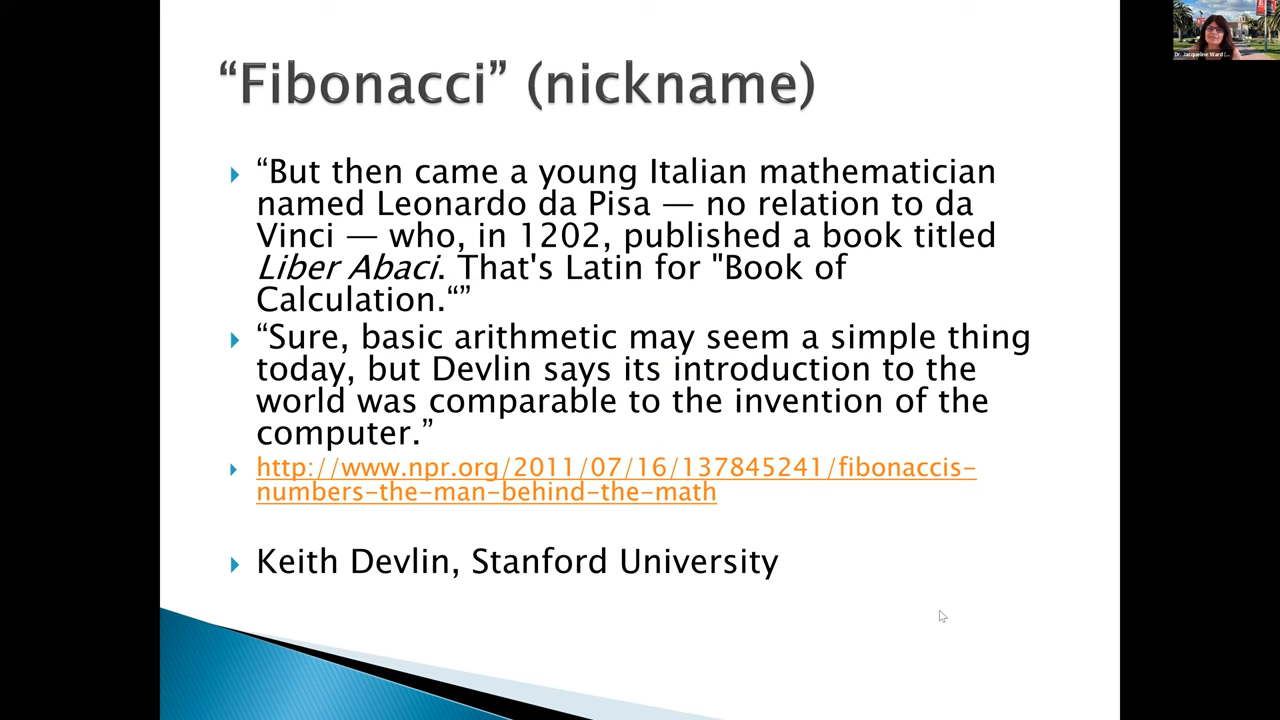 “Fibonacci” (nickname)
“But then came a young Italian mathematician
named Leonardo da Pisa — no relation to da
Vinci — who, in 1202, published a book titled
Liber Abaci. That's Latin for "Book of
Calculation.“”
“Sure, basic arithmetic may seem a simple thing
today, but Devlin says its introduction to the
world was comparable to the invention of the
computer.”
http://www.npr.org/2011/07/16/137845241/fibonaccis-
numbers-the-man-behind-the-math
Keith Devlin, Stanford University
Dr. Jacqueline Ward (...